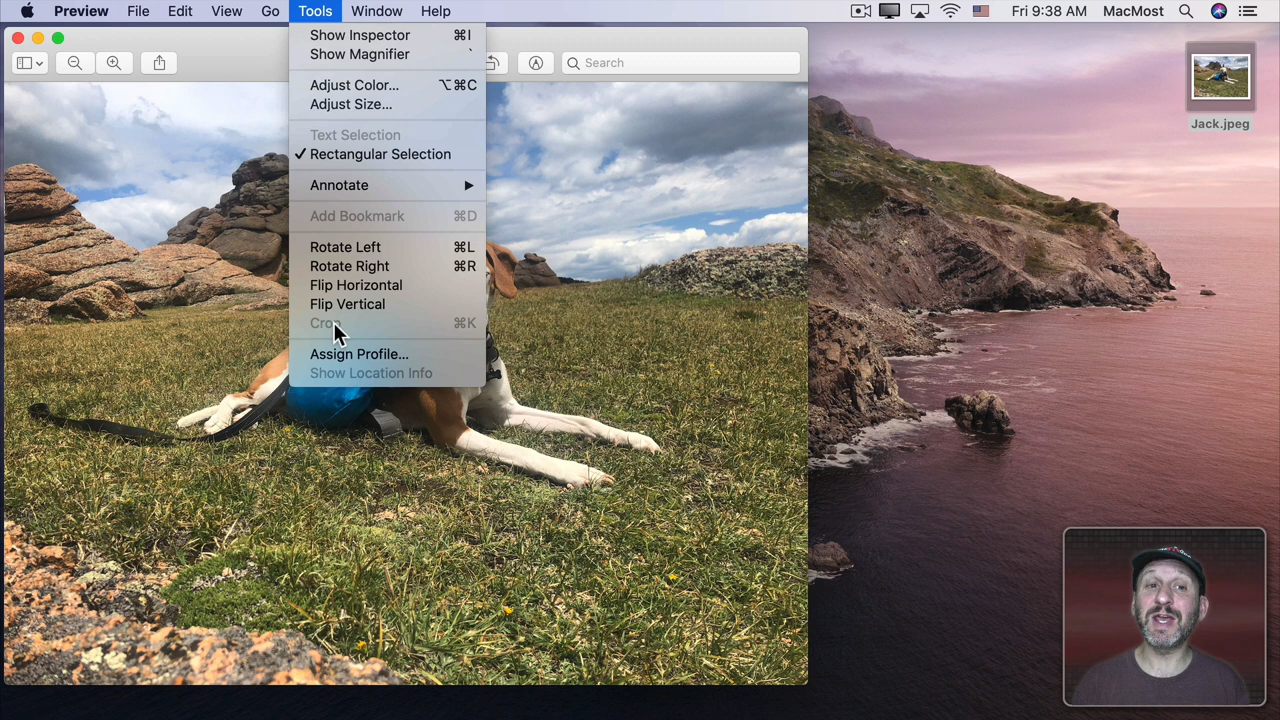 Preview File Edit View Go Tools Window Help Fri 9:38 AM MacMost
Search
Show Inspector ⌘I
Show Magnifier `
Adjust Color... ⌥⌘C
Adjust Size...
Text Selection
✓ Rectangular Selection
Annotate ▶
Add Bookmark ⌘D
Rotate Left ⌘L
Rotate Right ⌘R
Flip Horizontal
Flip Vertical
Crop ⌘K
Assign Profile...
Show Location Info
Jack.jpeg